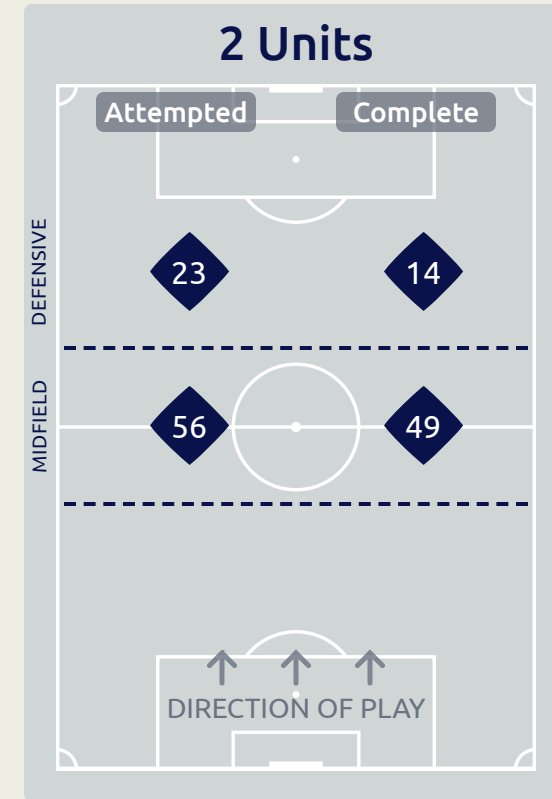 2 Units
Attempted Complete
DEFENSIVE
23 14
MIDFIELD
56 49
DIRECTION OF PLAY